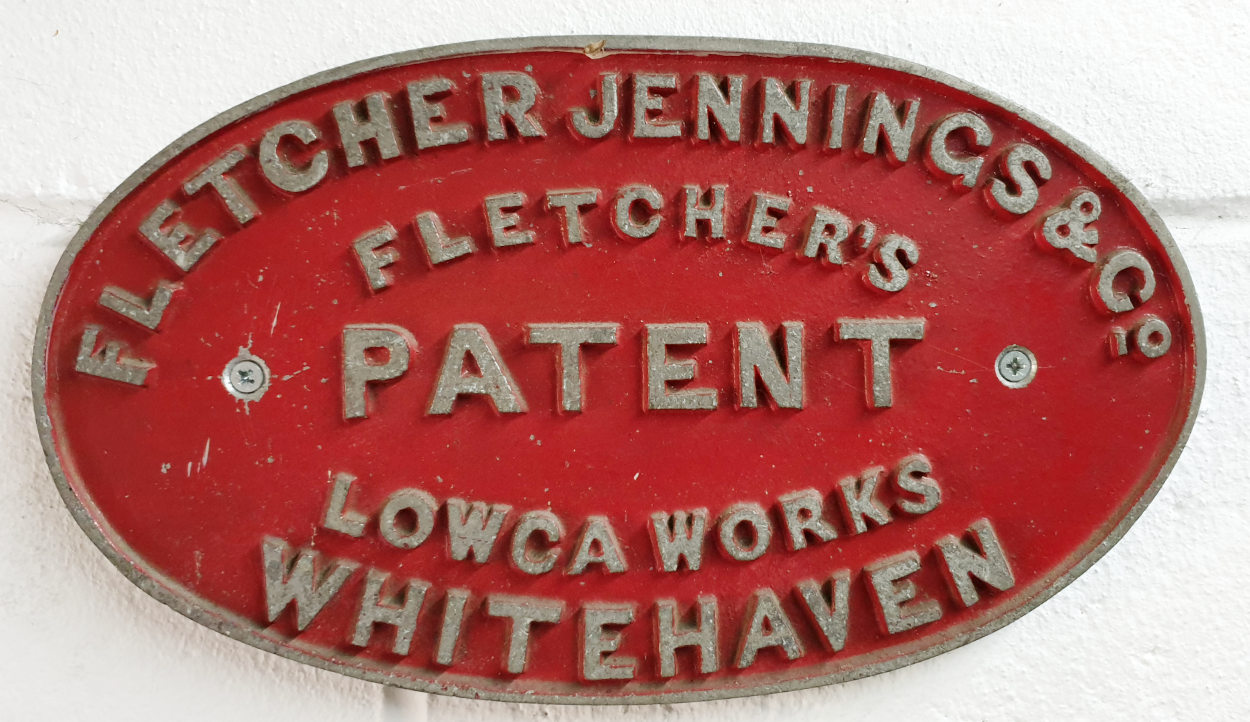 FLETCHER JENNINGS & Cº
FLETCHER'S
PATENT
LOWCA WORKS
WHITEHAVEN